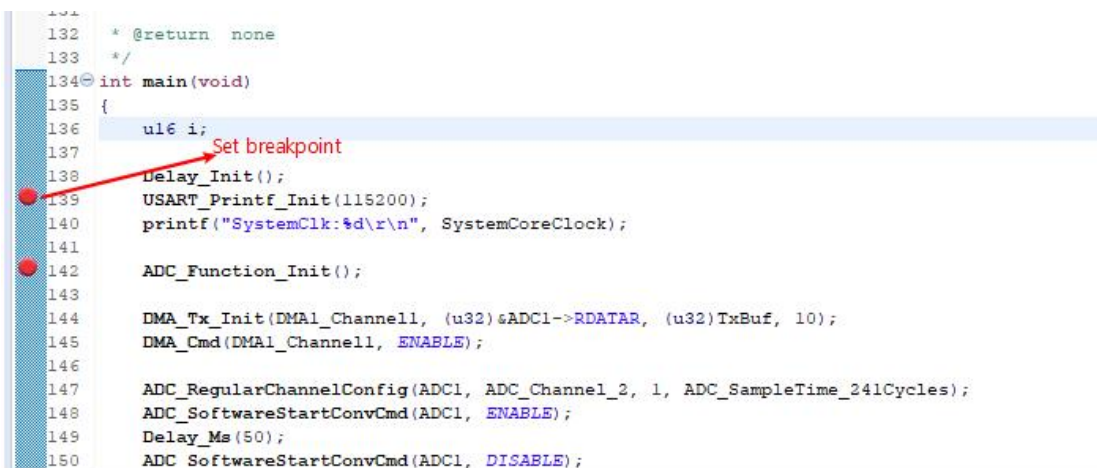 131
132 * @return none
133 */
134 int main(void)
135 {
136 u16 i;
137
Set breakpoint
138 Delay_Init();
139 USART_Printf_Init(115200);
140 printf("SystemClk:%d\r\n", SystemCoreClock);
141
142 ADC_Function_Init();
143
144 DMA_Tx_Init(DMA1_Channel1, (u32)&ADC1->RDATAR, (u32)TxBuf, 10);
145 DMA_Cmd(DMA1_Channel1, ENABLE);
146
147 ADC_RegularChannelConfig(ADC1, ADC_Channel_2, 1, ADC_SampleTime_241Cycles);
148 ADC_SoftwareStartConvCmd(ADC1, ENABLE);
149 Delay_Ms(50);
150 ADC_SoftwareStartConvCmd(ADC1, DISABLE);